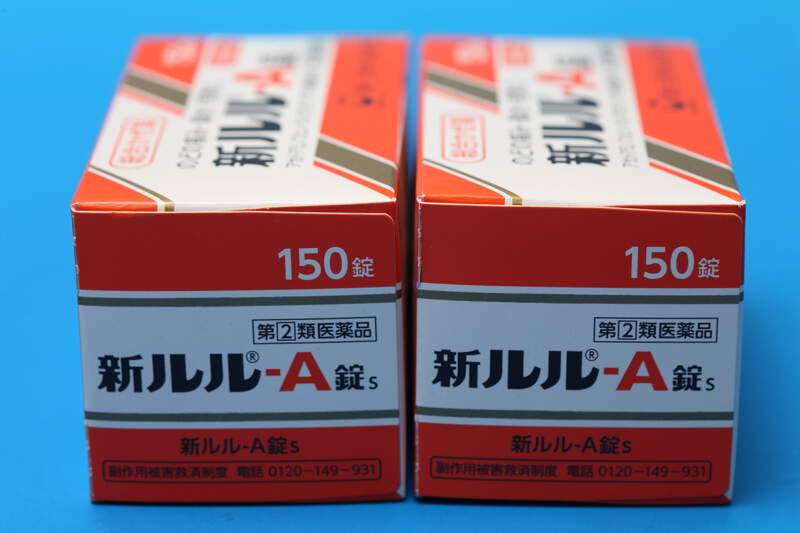 新ルル-A錠
150錠
第②類医薬品
新ルル®-A錠s
新ルル-A錠s
副作用被害救済制度 電話 0120-149-931
新ルル-A錠
150錠
第②類医薬品
新ルル®-A錠s
新ルル-A錠s
副作用被害救済制度 電話 0120-149-931